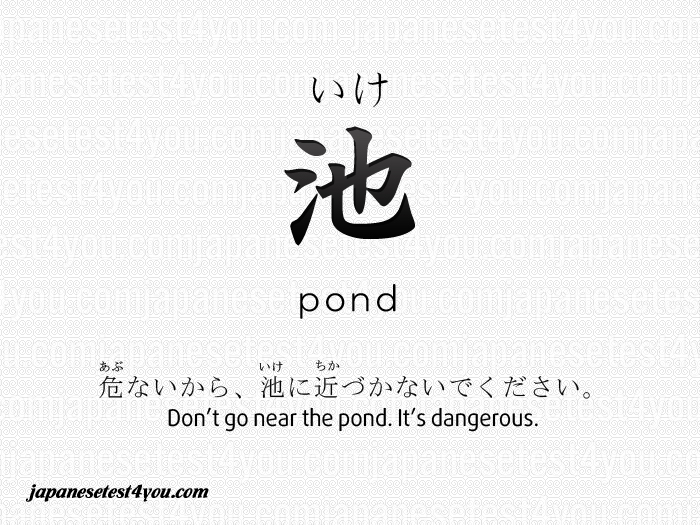 いけ
池
pond
あぶ いけ ちか
危ないから、池に近づかないでください。
Don't go near the pond. It's dangerous.
japanesetest4you.com